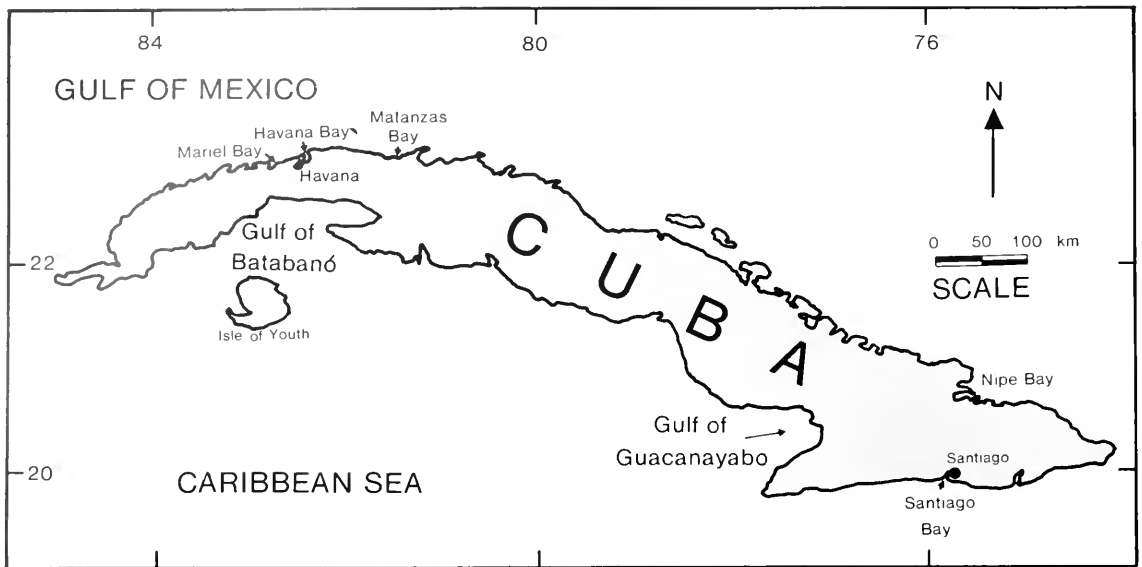 84
80
76
GULF OF MEXICO
N
Matanzas
Bay
Havana Bay
Mariel Bay
Havana
Gulf of
Batabanó
22
0 50 100 km
SCALE
CUBA
Isle of Youth
Nipe Bay
Gulf of
Guacanayabo
20
CARIBBEAN SEA
Santiago
Santiago
Bay